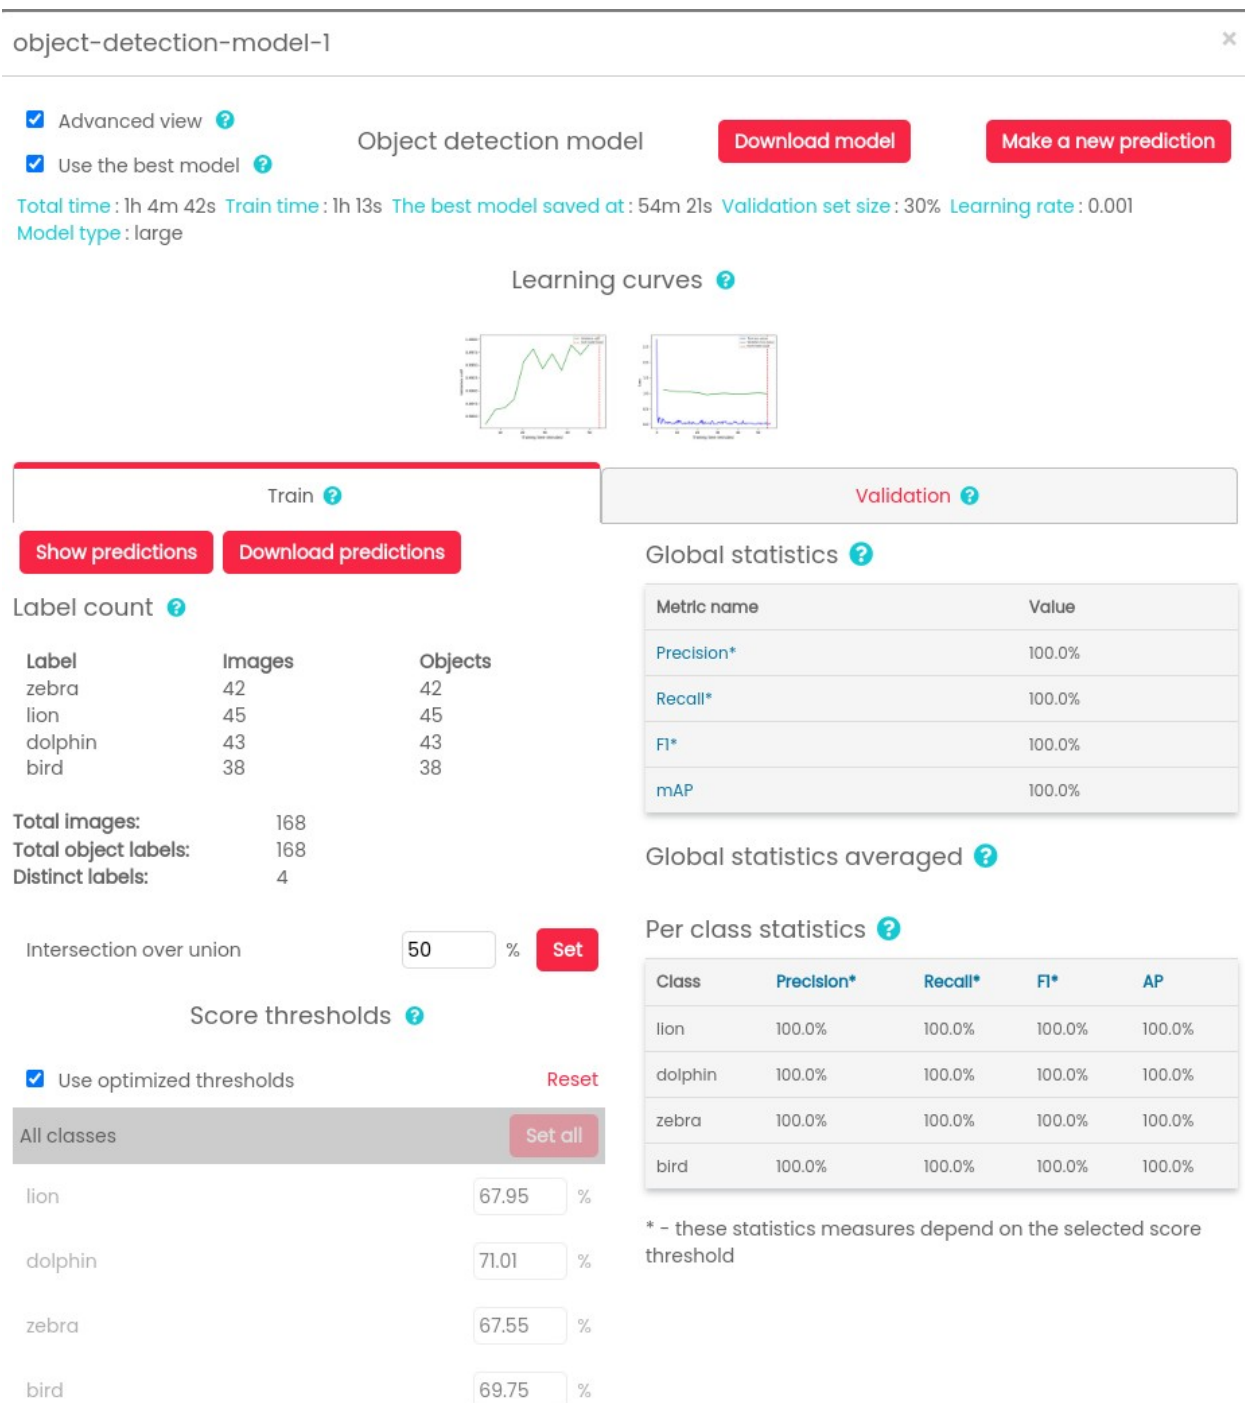 object-detection-model-1 ×
Advanced view ?
Use the best model ?
Object detection model
Download model
Make a new prediction
Total time : 1h 4m 42s Train time : 1h 13s The best model saved at : 54m 21s Validation set size : 30% Learning rate : 0.001
Model type : large
Learning curves ?
Train ?
Validation ?
Show predictions
Download predictions
Label count ?
Label Images Objects
zebra 42 42
lion 45 45
dolphin 43 43
bird 38 38
Total images: 168
Total object labels: 168
Distinct labels: 4
Intersection over union 50 % Set
Score thresholds ?
Use optimized thresholds Reset
All classes Set all
lion 67.95 %
dolphin 71.01 %
zebra 67.55 %
bird 69.75 %
Global statistics ?
Metric name Value
Precision* 100.0%
Recall* 100.0%
F1* 100.0%
mAP 100.0%
Global statistics averaged ?
Per class statistics ?
Class Precision* Recall* F1* AP
lion 100.0% 100.0% 100.0% 100.0%
dolphin 100.0% 100.0% 100.0% 100.0%
zebra 100.0% 100.0% 100.0% 100.0%
bird 100.0% 100.0% 100.0% 100.0%
* - these statistics measures depend on the selected score
threshold